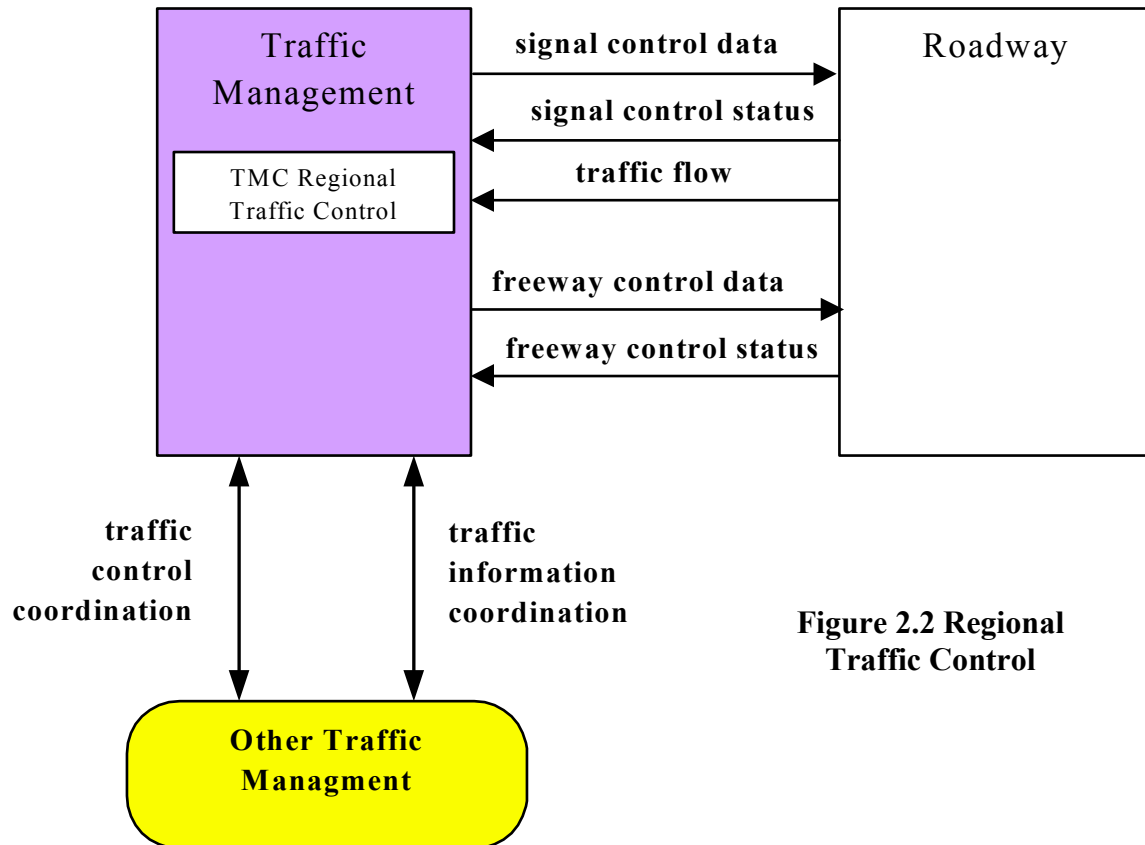 Traffic
Management
TMC Regional
Traffic Control
signal control data
signal control status
traffic flow
freeway control data
freeway control status
Roadway
traffic
control
coordination
traffic
information
coordination
Figure 2.2 Regional
Traffic Control
Other Traffic
Managment